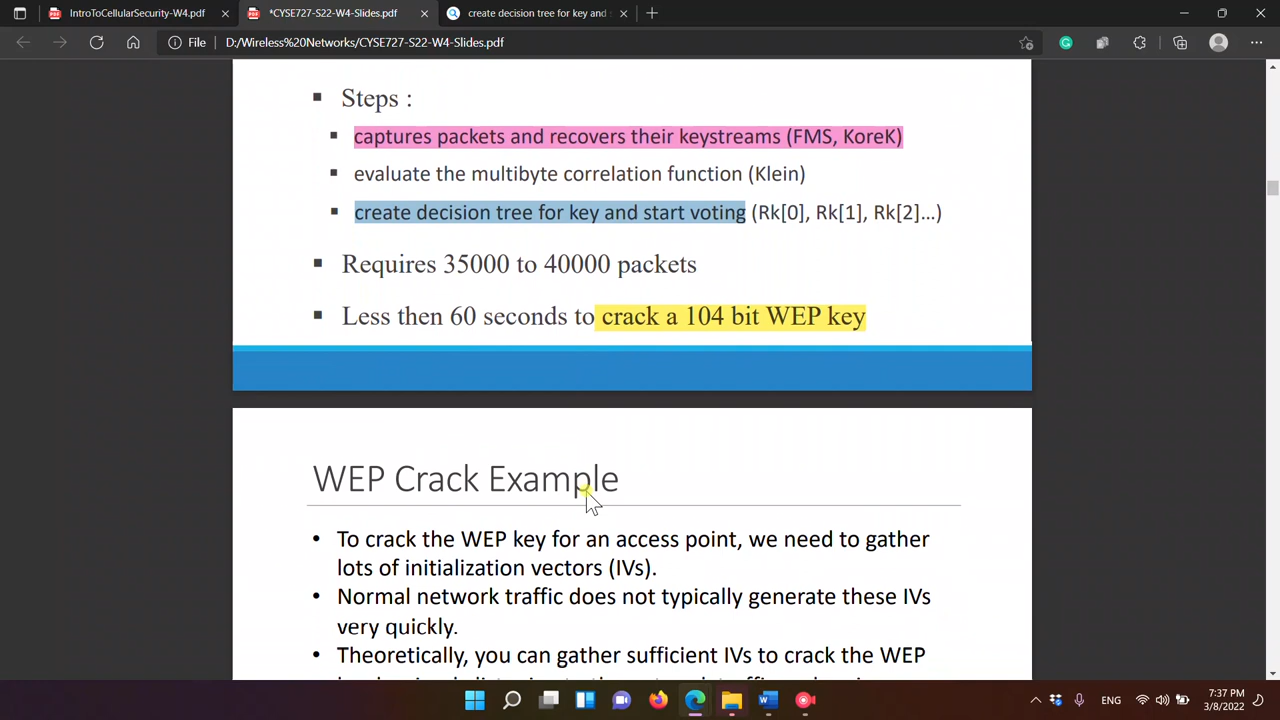 IntroToCellularSecurity-W4.pdf
*CYSE727-S22-W4-Slides.pdf
create decision tree for key and
File
D:/Wireless%20Networks/CYSE727-S22-W4-Slides.pdf
▪ Steps :
▪ captures packets and recovers their keystreams (FMS, KoreK)
▪ evaluate the multibyte correlation function (Klein)
▪ create decision tree for key and start voting (Rk[0], Rk[1], Rk[2]…)
▪ Requires 35000 to 40000 packets
▪ Less then 60 seconds to crack a 104 bit WEP key
WEP Crack Example
• To crack the WEP key for an access point, we need to gather
lots of initialization vectors (IVs).
• Normal network traffic does not typically generate these IVs
very quickly.
• Theoretically, you can gather sufficient IVs to crack the WEP
ENG
7:37 PM
3/8/2022